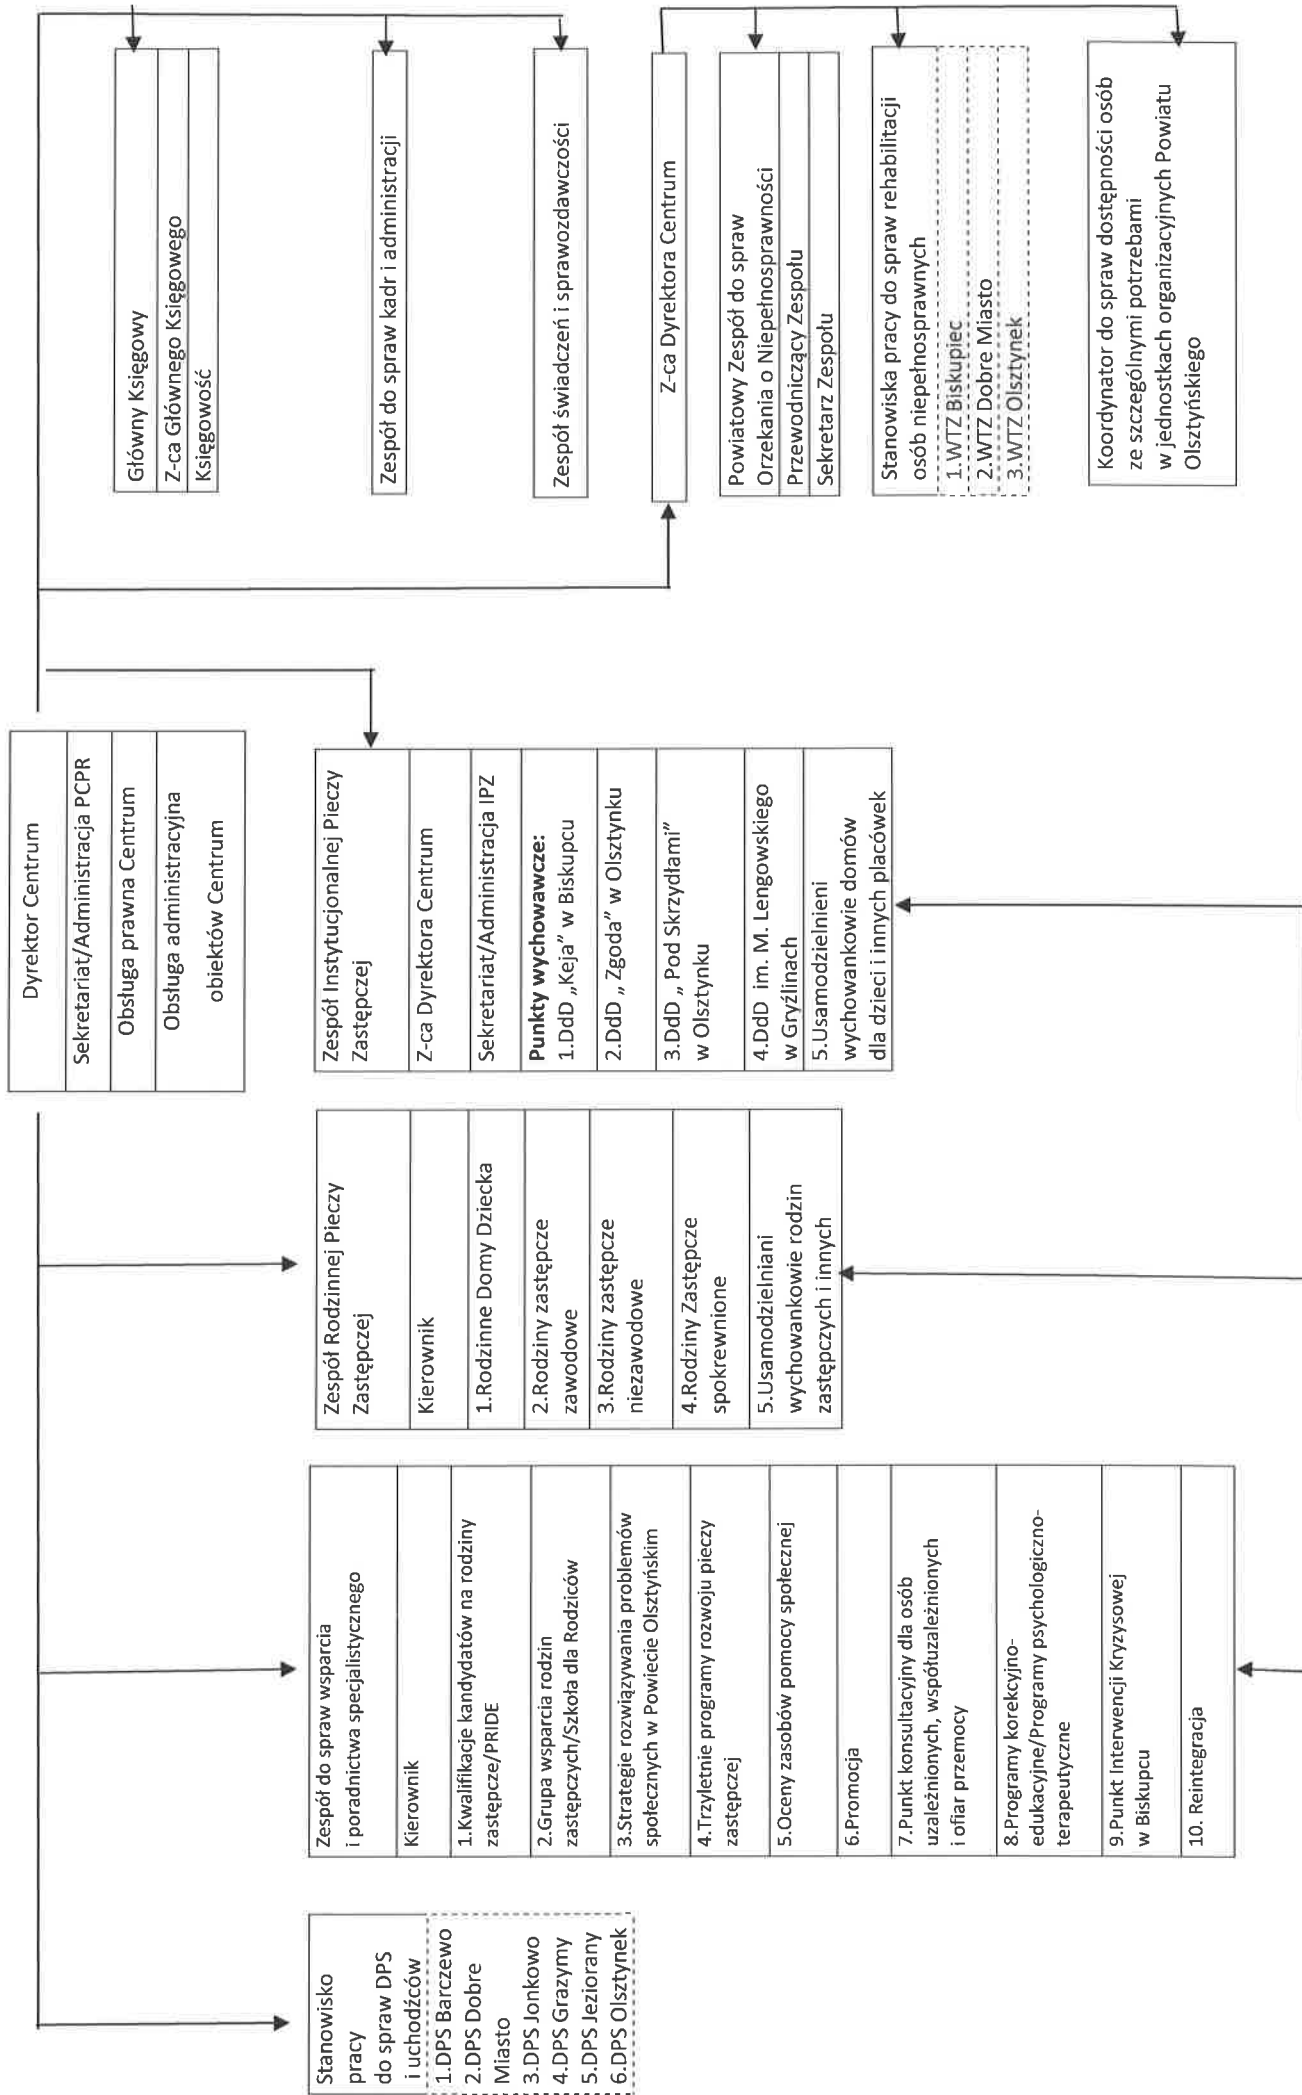 Dyrektor Centrum
Sekretariat/Administracja PCPR
Obsługa prawna Centrum
Obsługa administracyjna
obiektów Centrum
Stanowisko
pracy
do spraw DPS
i uchodźców
1.DPS Barczewo
2.DPS Dobre
Miasto
3.DPS Jonkowo
4.DPS Grazymy
5.DPS Jeziorany
6.DPS Olsztynek
Zespół do spraw wsparcia
i poradnictwa specjalistycznego
Kierownik
1.Kwalifikacje kandydatów na rodziny
zastępcze/PRIDE
2.Grupa wsparcia rodzin
zastępczych/Szkoła dla Rodziców
3.Strategie rozwiązywania problemów
społecznych w Powiecie Olsztyńskim
4.Trzyletnie programy rozwoju pieczy
zastępczej
5.Oceny zasobów pomocy społecznej
6.Promocja
7.Punkt konsultacyjny dla osób
uzależnionych, współuzależnionych
i ofiar przemocy
8.Programy korekcyjno-
edukacyjne/Programy psychologiczno-
terapeutyczne
9.Punkt Interwencji Kryzysowej
w Biskupcu
10. Reintegracja
Zespół Rodzinnej Pieczy
Zastępczej
Kierownik
1.Rodzinne Domy Dziecka
2.Rodziny zastępcze
zawodowe
3.Rodziny zastępcze
niezawodowe
4.Rodziny Zastępcze
spokrewnione
5.Usamodzielniani
wychowankowie rodzin
zastępczych i innych
Zespół Instytucjonalnej Pieczy
Zastępczej
Z-ca Dyrektora Centrum
Sekretariat/Administracja IPZ
Punkty wychowawcze:
1.DdD „Keja” w Biskupcu
2.DdD „ Zgoda” w Olsztynku
3.DdD „ Pod Skrzydłami”
w Olsztynku
4.DdD im. M. Lengowskiego
w Gryźlinach
5.Usamodzielnieni
wychowankowie domów
dla dzieci i innych placówek
Główny Księgowy
Z-ca Głównego Księgowego
Księgowość
Zespół do spraw kadr i administracji
Zespół świadczeń i sprawozdawczości
Z-ca Dyrektora Centrum
Powiatowy Zespół do spraw
Orzekania o Niepełnosprawności
Przewodniczący Zespołu
Sekretarz Zespołu
Stanowiska pracy do spraw rehabilitacji
osób niepełnosprawnych
1.WTZ Biskupiec
2.WTZ Dobre Miasto
3.WTZ Olsztynek
Koordynator do spraw dostępności osób
ze szczególnymi potrzebami
w jednostkach organizacyjnych Powiatu
Olsztyńskiego